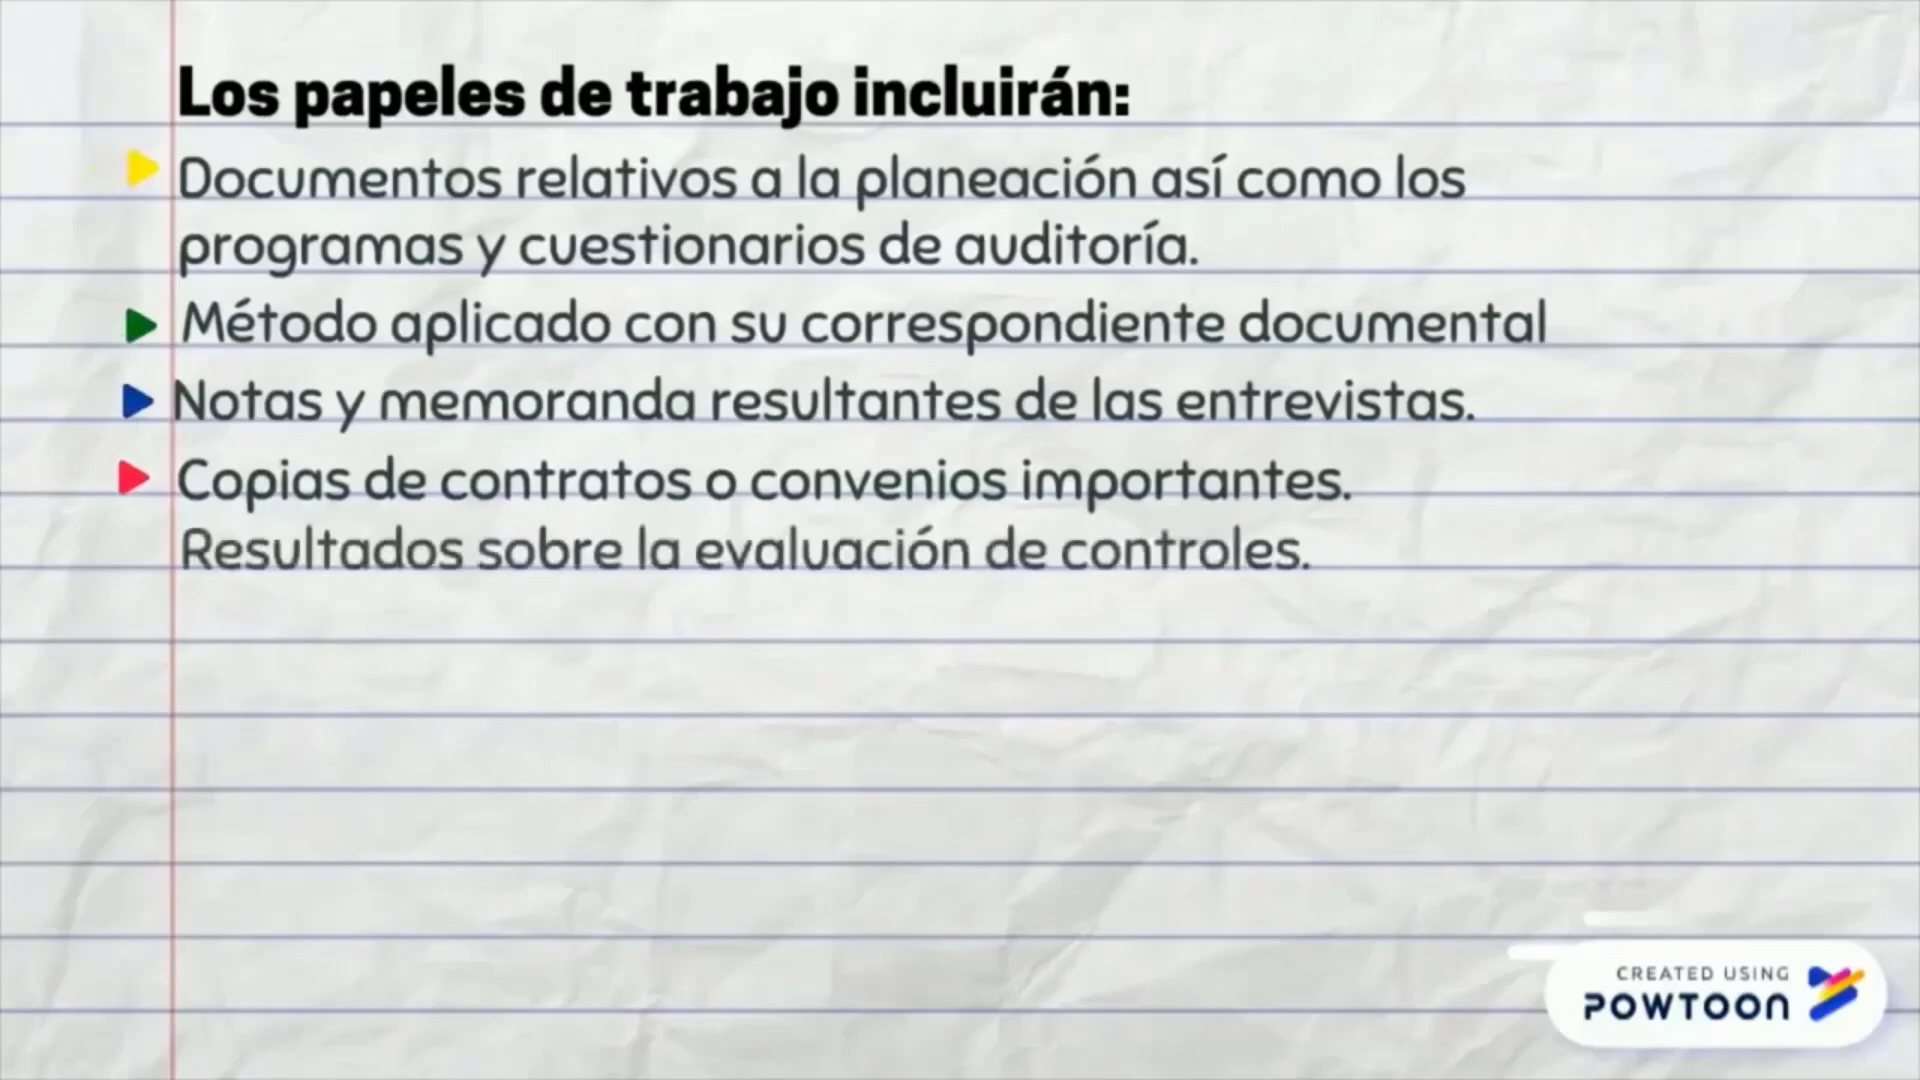 Los papeles de trabajo incluirán:
Documentos relativos a la planeación así como los
programas y cuestionarios de auditoría.
Método aplicado con su correspondiente documental
Notas y memoranda resultantes de las entrevistas.
Copias de contratos o convenios importantes.
Resultados sobre la evaluación de controles.
CREATED USING
POWTOON